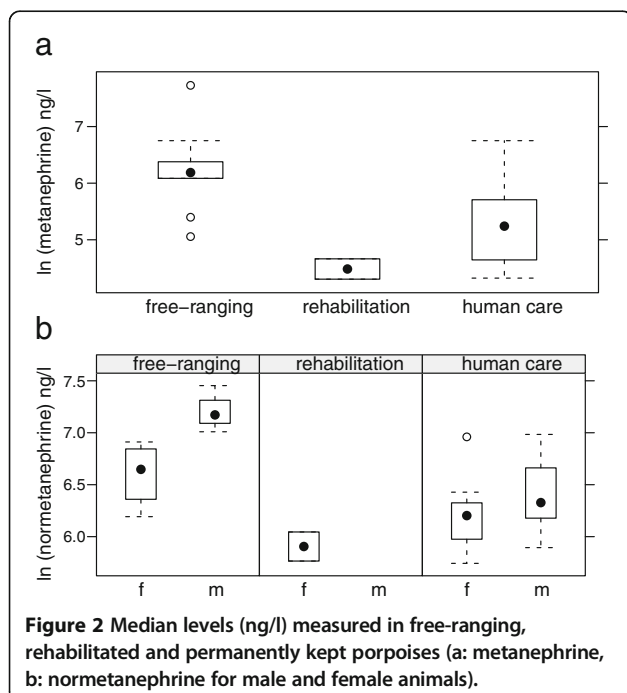 a
ln (metanephrine) ng/l
7
6
5
free−ranging
rehabilitation
human care
b
free−ranging
rehabilitation
human care
ln (normetanephrine) ng/l
7.5
7.0
6.5
6.0
f
m
f
m
f
m
Figure 2 Median levels (ng/l) measured in free-ranging,
rehabilitated and permanently kept porpoises (a: metanephrine,
b: normetanephrine for male and female animals).